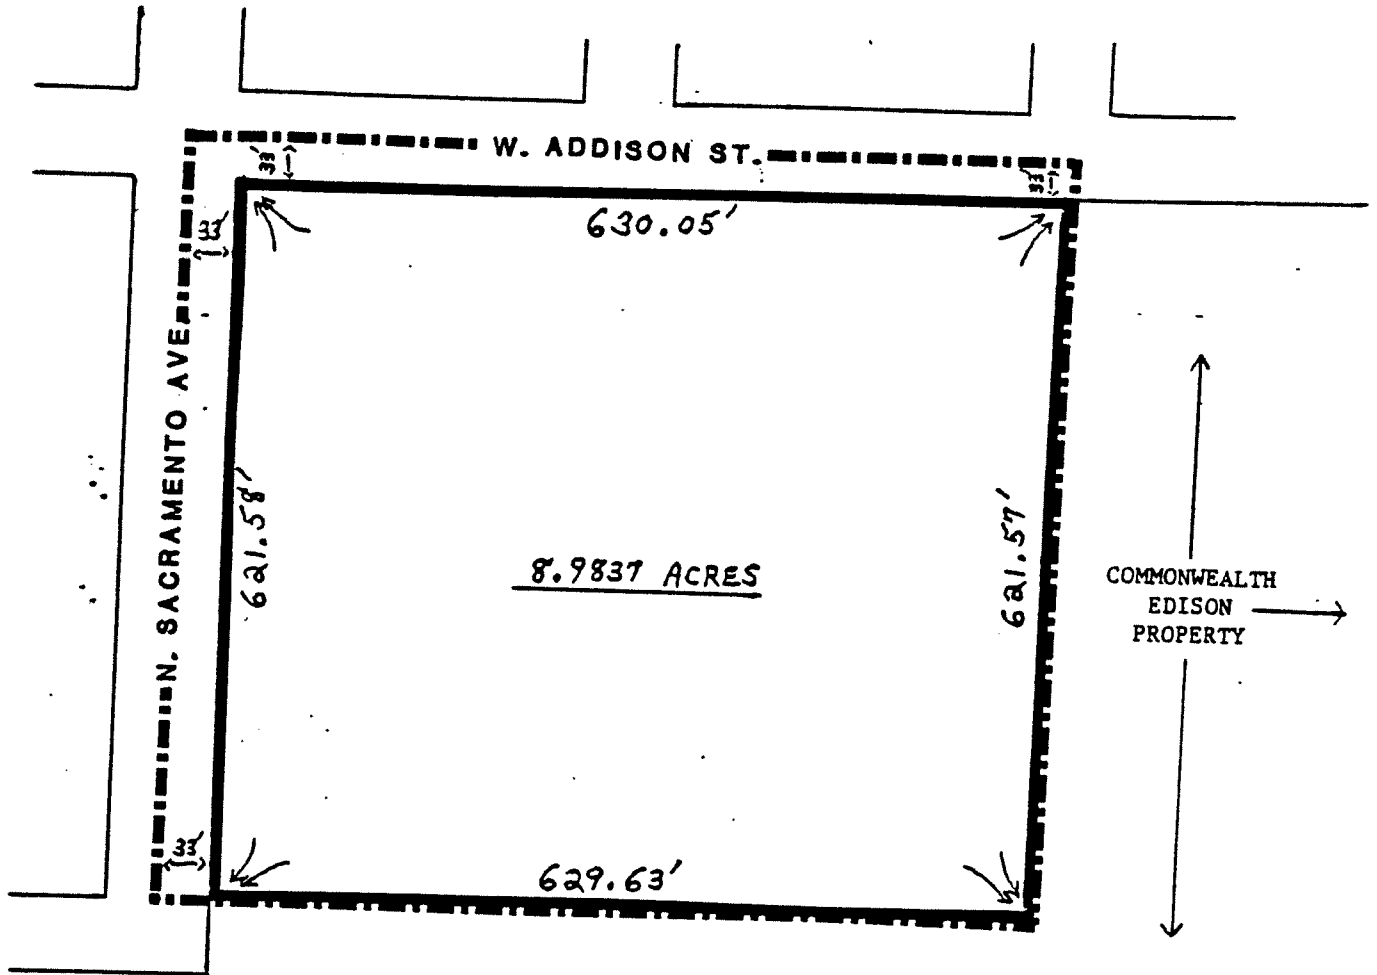 W. ADDISON ST.
33'
33'
630.05'
33'
N. SACRAMENTO AVE.
621.58'
621.57'
8.9837 ACRES
COMMONWEALTH
EDISON
PROPERTY
33'
629.63'